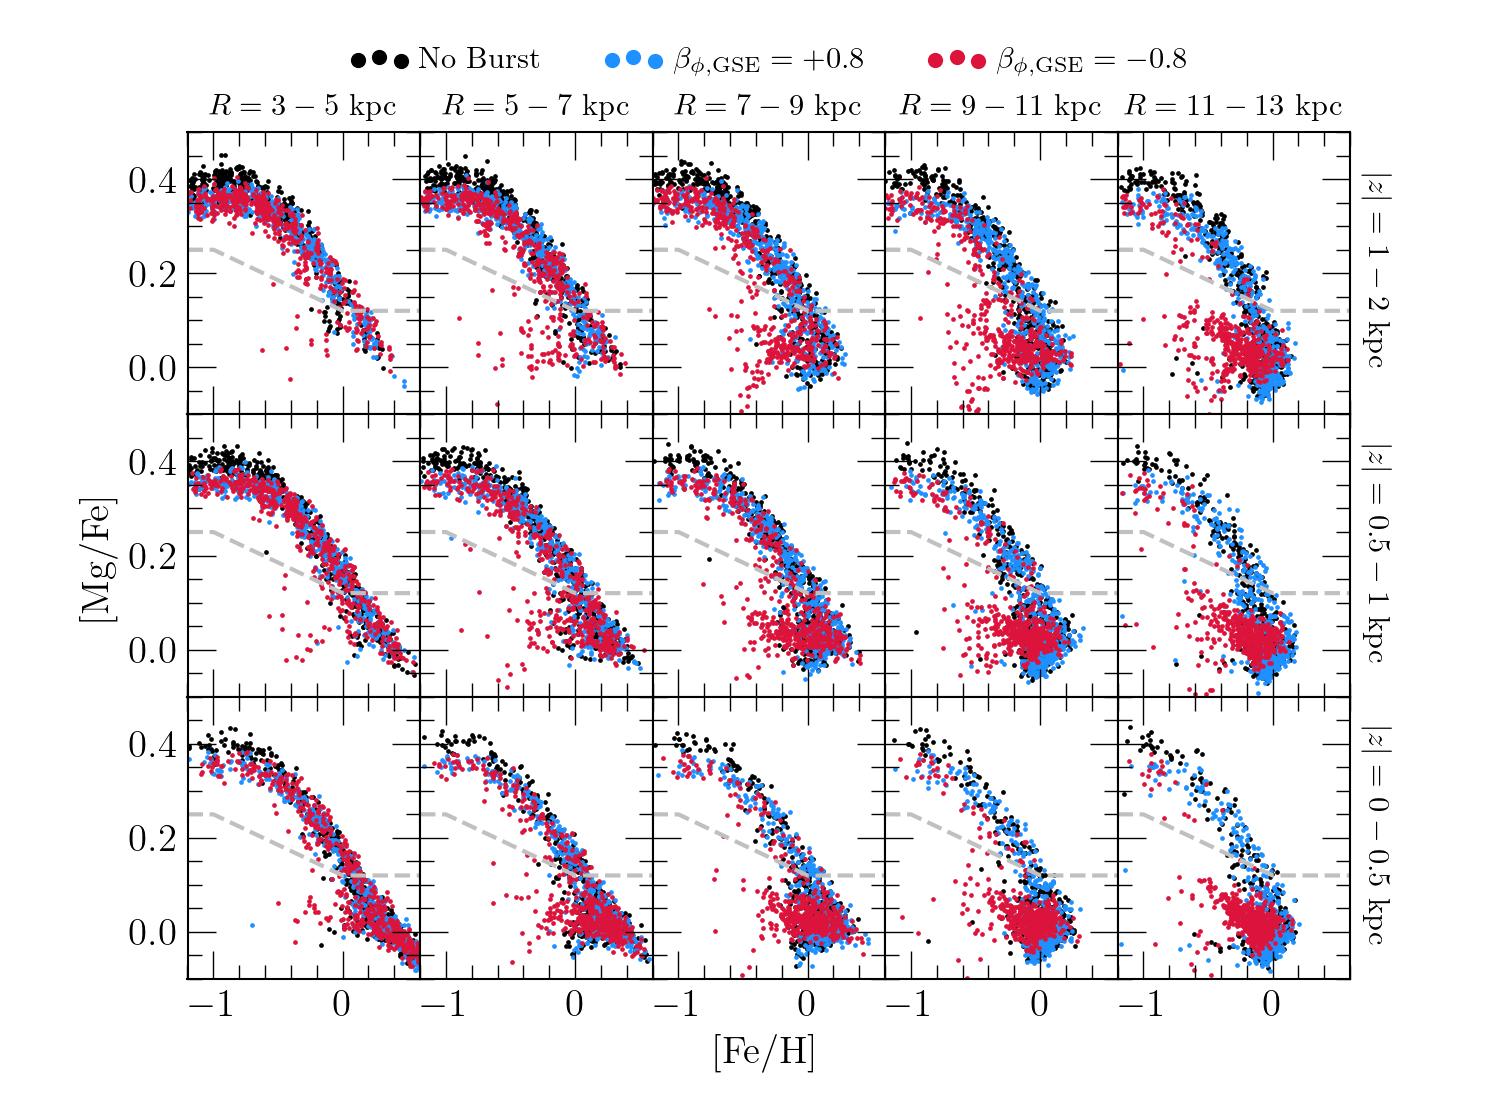 No Burst β_ϕ,GSE = +0.8 β_ϕ,GSE = −0.8
R = 3 − 5 kpc R = 5 − 7 kpc R = 7 − 9 kpc R = 9 − 11 kpc R = 11 − 13 kpc
0.4
0.2
0.0
|z| = 1 − 2 kpc
0.4
0.2
0.0
|z| = 0.5 − 1 kpc
[Mg/Fe]
0.4
0.2
0.0
|z| = 0 − 0.5 kpc
−1 0 −1 0 −1 0 −1 0 −1 0
[Fe/H]